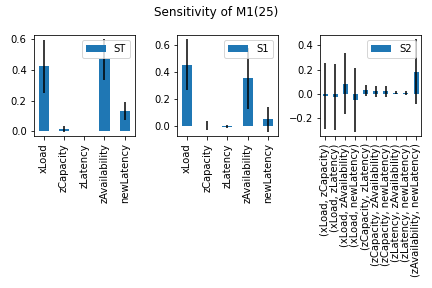 Sensitivity of M1(25)
0.6
0.4
0.2
0.0
ST
xLoad
zCapacity
zLatency
zAvailability
newLatency
0.6
0.4
0.2
0.0
S1
xLoad
zCapacity
zLatency
zAvailability
newLatency
0.4
0.2
0.0
−0.2
S2
(xLoad, zCapacity)
(xLoad, zLatency)
(xLoad, zAvailability)
(xLoad, newLatency)
(zCapacity, zLatency)
(zCapacity, zAvailability)
(zCapacity, newLatency)
(zLatency, zAvailability)
(zLatency, newLatency)
(zAvailability, newLatency)